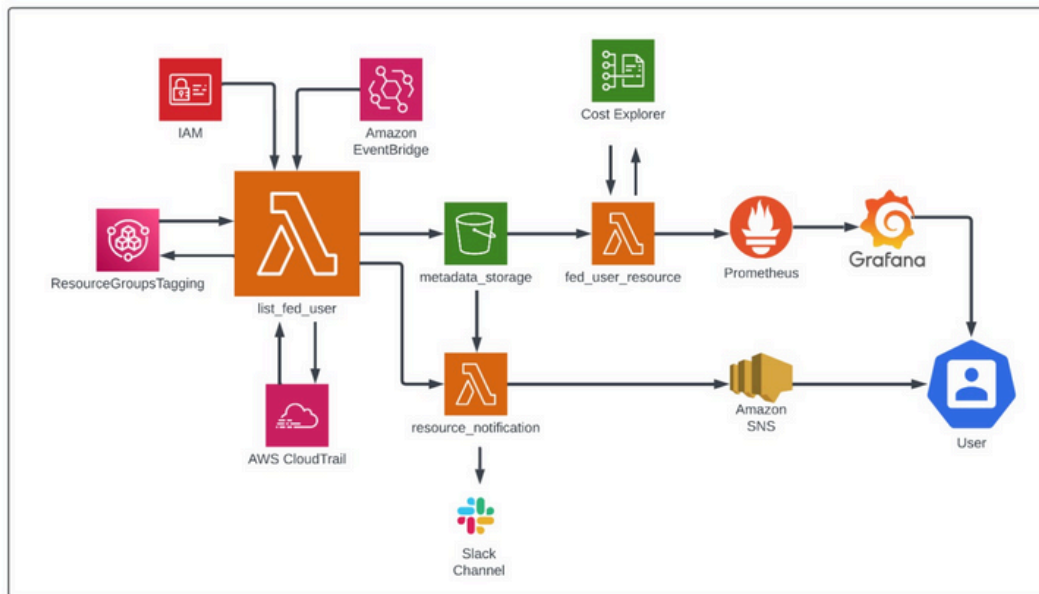 Cost Explorer
IAM
Amazon
EventBridge
ResourceGroupsTagging
list_fed_user
metadata_storage
fed_user_resource
Prometheus
Grafana
AWS CloudTrail
resource_notification
Amazon
SNS
User
Slack
Channel